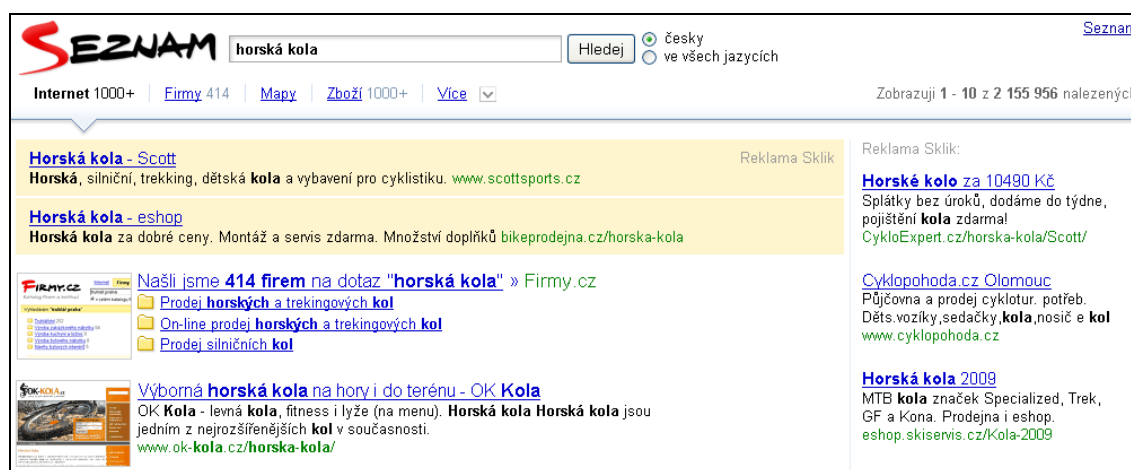 Seznam
SEZNAM
horská kola
Hledej
česky
ve všech jazycích
Internet 1000+ Firmy 414 Mapy Zboží 1000+ Více
Zobrazuji 1 - 10 z 2 155 956 nalezených
Horská kola - Scott
Reklama Sklik
Horská, silniční, trekking, dětská kola a vybavení pro cyklistiku. www.scottsports.cz
Horská kola - eshop
Horská kola za dobré ceny. Montáž a servis zdarma. Množství doplňků bikeprodejna.cz/horska-kola
FIRMY.CZ
Našli jsme 414 firem na dotaz "horská kola" » Firmy.cz
Prodej horských a trekingových kol
On-line prodej horských a trekingových kol
Prodej silničních kol
OK-KOLA.cz
Výborná horská kola na hory i do terénu - OK Kola
OK Kola - levná kola, fitness i lyže (na menu). Horská kola Horská kola jsou
jedním z nejrozšířenějších kol v současnosti.
www.ok-kola.cz/horska-kola/
Reklama Sklik:
Horské kolo za 10490 Kč
Splátky bez úroků, dodáme do týdne,
pojištění kola zdarma!
CykloExpert.cz/horska-kola/Scott/
Cyklopohoda.cz Olomouc
Půjčovna a prodej cyklotur. potřeb.
Děts.vozíky,sedačky,kola,nosič e kol
www.cyklopohoda.cz
Horská kola 2009
MTB kola značek Specialized, Trek,
GF a Kona. Prodejna i eshop.
eshop.skiservis.cz/Kola-2009